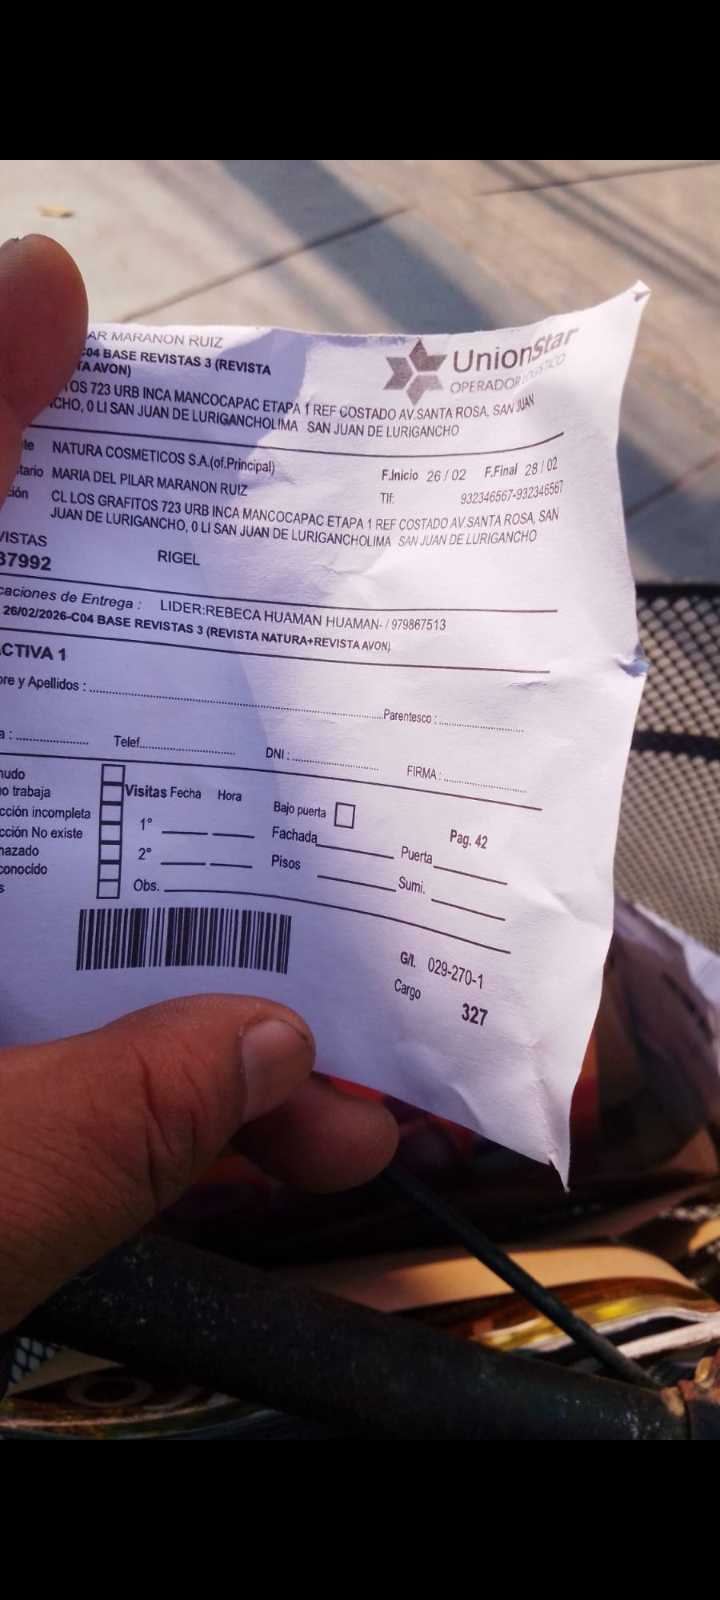 AR MARANON RUIZ
C04 BASE REVISTAS 3 (REVISTA
TA AVON)
UnionStar
OPERADOR LOGISTICO
TOS 723 URB INCA MANCOCAPAC ETAPA 1 REF COSTADO AV.SANTA ROSA, SAN JUAN
CHO, 0 LI SAN JUAN DE LURIGANCHOLIMA SAN JUAN DE LURIGANCHO
te NATURA COSMETICOS S.A.(of.Principal)
F.Inicio 26 / 02 F.Final 28 / 02
tario MARIA DEL PILAR MARANON RUIZ
Tlf: 932346567-932346567
ción CL LOS GRAFITOS 723 URB INCA MANCOCAPAC ETAPA 1 REF COSTADO AV.SANTA ROSA, SAN
JUAN DE LURIGANCHO, 0 LI SAN JUAN DE LURIGANCHOLIMA SAN JUAN DE LURIGANCHO
VISTAS
37992 RIGEL
caciones de Entrega : LIDER:REBECA HUAMAN HUAMAN- / 979867513
26/02/2026-C04 BASE REVISTAS 3 (REVISTA NATURA+REVISTA AVON)
CTIVA 1
bre y Apellidos : Parentesco :
a : Telef. DNI : FIRMA :
nudo
no trabaja
cción incompleta
cción No existe
hazado
conocido
s
Visitas Fecha Hora
Bajo puerta
Pag. 42
1° Fachada Puerta
2° Pisos Sumi.
Obs.
G/I. 029-270-1
Cargo 327